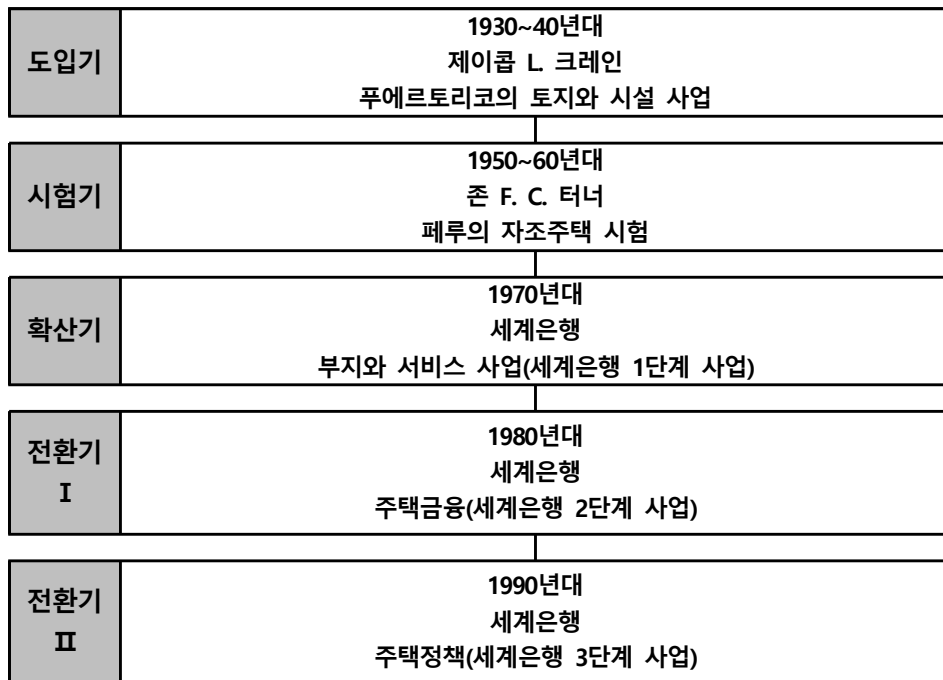 도입기
1930~40년대
제이콥 L. 크레인
푸에르토리코의 토지와 시설 사업
시험기
1950~60년대
존 F. C. 터너
페루의 자조주택 시험
확산기
1970년대
세계은행
부지와 서비스 사업(세계은행 1단계 사업)
전환기
Ⅰ
1980년대
세계은행
주택금융(세계은행 2단계 사업)
전환기
Ⅱ
1990년대
세계은행
주택정책(세계은행 3단계 사업)